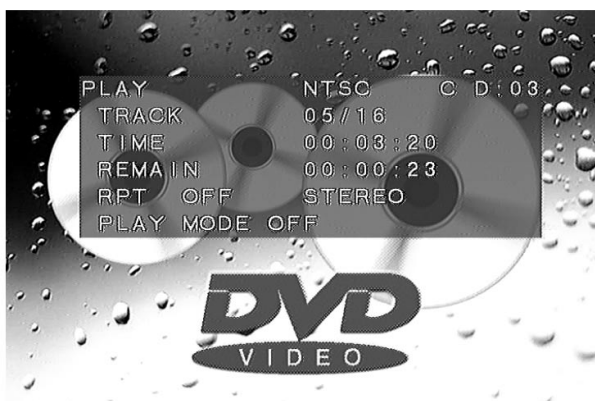 PLAY NTSC C D:03
TRACK 05/16
TIME 00:03:20
REMAIN 00:00:23
RPT OFF STEREO
PLAY MODE OFF
DVD
VIDEO